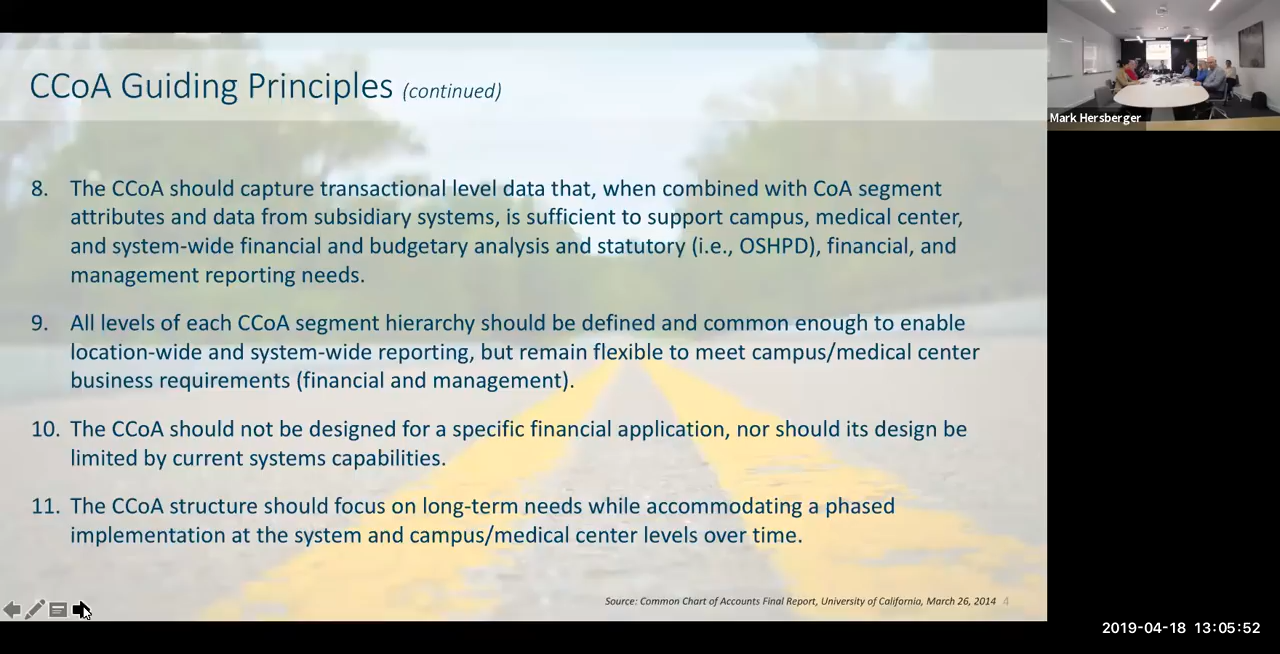 CCoA Guiding Principles (continued)
8. The CCoA should capture transactional level data that, when combined with CoA segment
attributes and data from subsidiary systems, is sufficient to support campus, medical center,
and system-wide financial and budgetary analysis and statutory (i.e., OSHPD), financial, and
management reporting needs.
9. All levels of each CCoA segment hierarchy should be defined and common enough to enable
location-wide and system-wide reporting, but remain flexible to meet campus/medical center
business requirements (financial and management).
10. The CCoA should not be designed for a specific financial application, nor should its design be
limited by current systems capabilities.
11. The CCoA structure should focus on long-term needs while accommodating a phased
implementation at the system and campus/medical center levels over time.
Source: Common Chart of Accounts Final Report, University of California, March 26, 2014 4
Mark Hersberger
2019-04-18 13:05:52